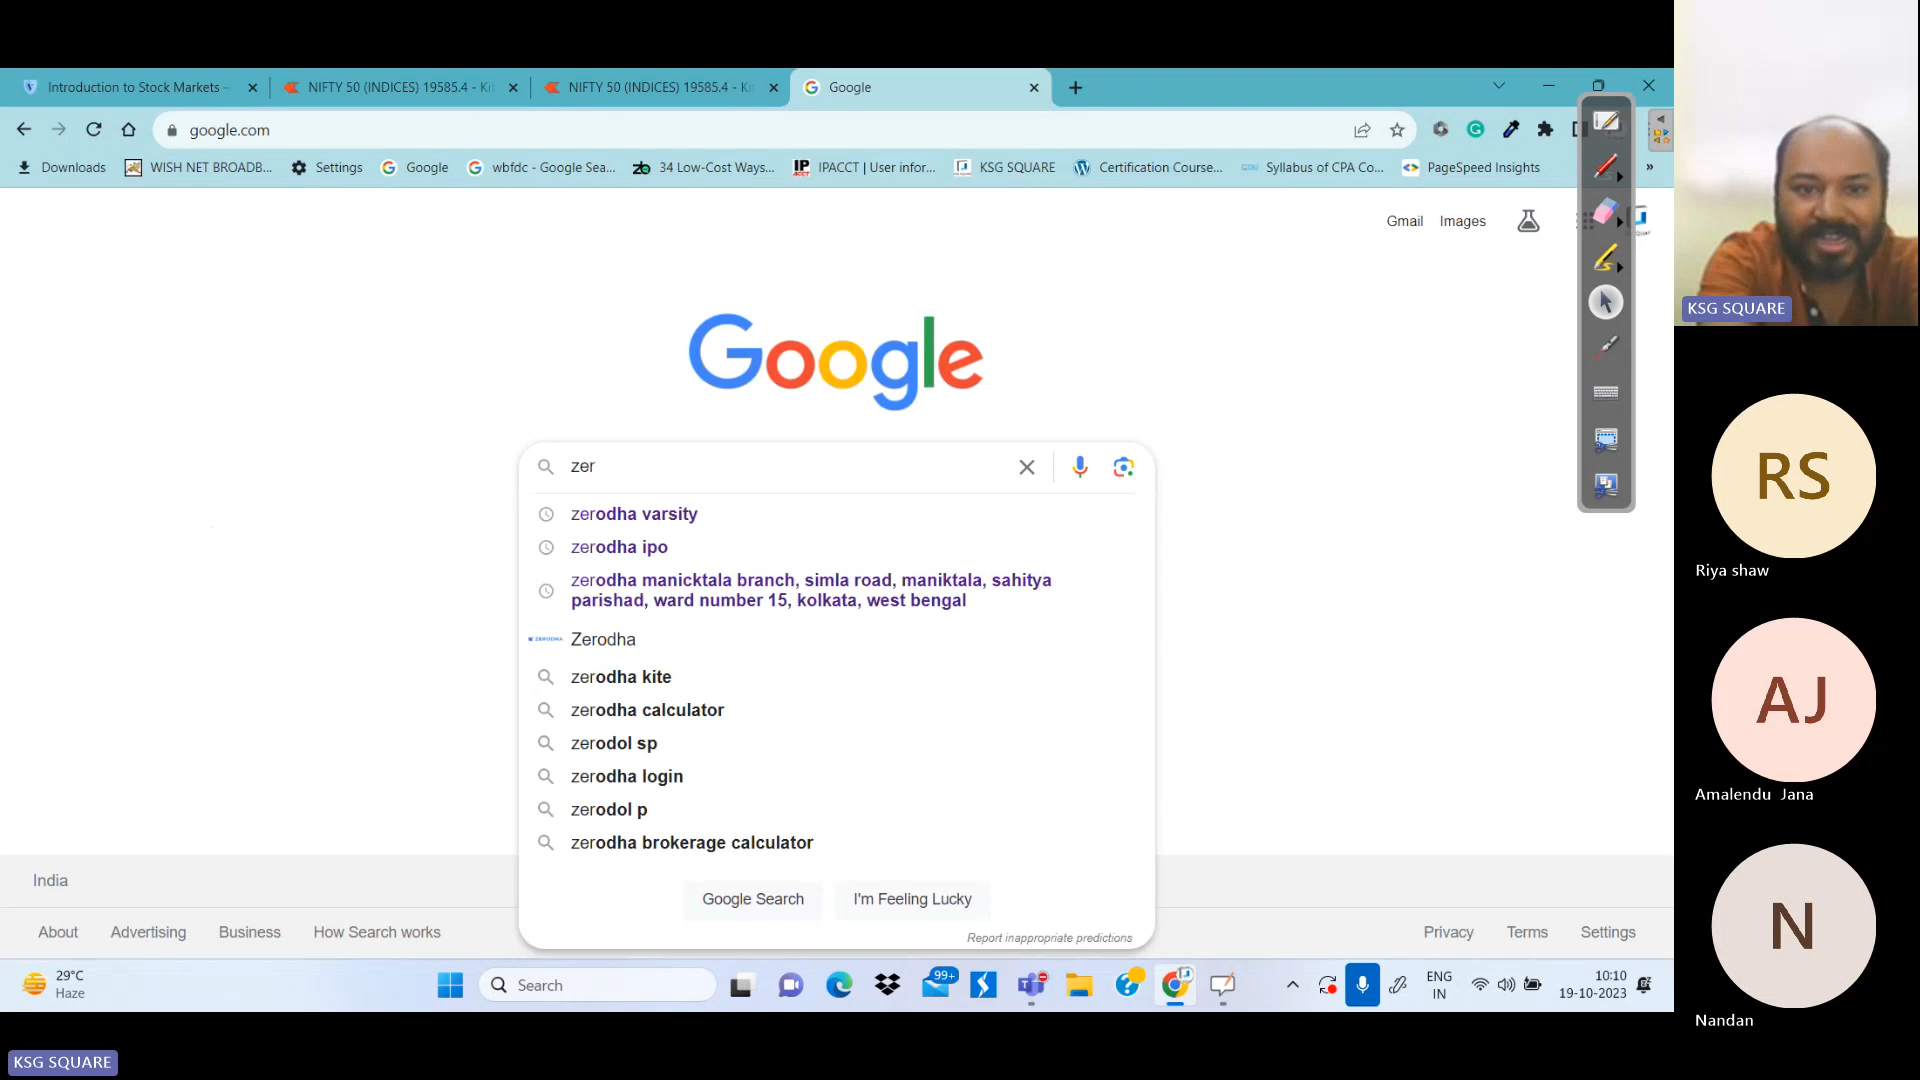 Introduction to Stock Markets –
NIFTY 50 (INDICES) 19585.4 - Ki
NIFTY 50 (INDICES) 19585.4 - Ki
Google
google.com
Downloads
WISH NET BROADB...
Settings
Google
wbfdc - Google Sea...
34 Low-Cost Ways...
IPACCT | User infor...
KSG SQUARE
Certification Course...
Syllabus of CPA Co...
PageSpeed Insights
»
Gmail
Images
Google
zer
zerodha varsity
zerodha ipo
zerodha manicktala branch, simla road, maniktala, sahitya
parishad, ward number 15, kolkata, west bengal
Zerodha
zerodha kite
zerodha calculator
zerodol sp
zerodha login
zerodol p
zerodha brokerage calculator
Google Search
I'm Feeling Lucky
Report inappropriate predictions
India
About
Advertising
Business
How Search works
Privacy
Terms
Settings
29°C
Haze
Search
99+
ENG
IN
10:10
19-10-2023
KSG SQUARE
RS
Riya shaw
AJ
Amalendu Jana
N
Nandan
KSG SQUARE